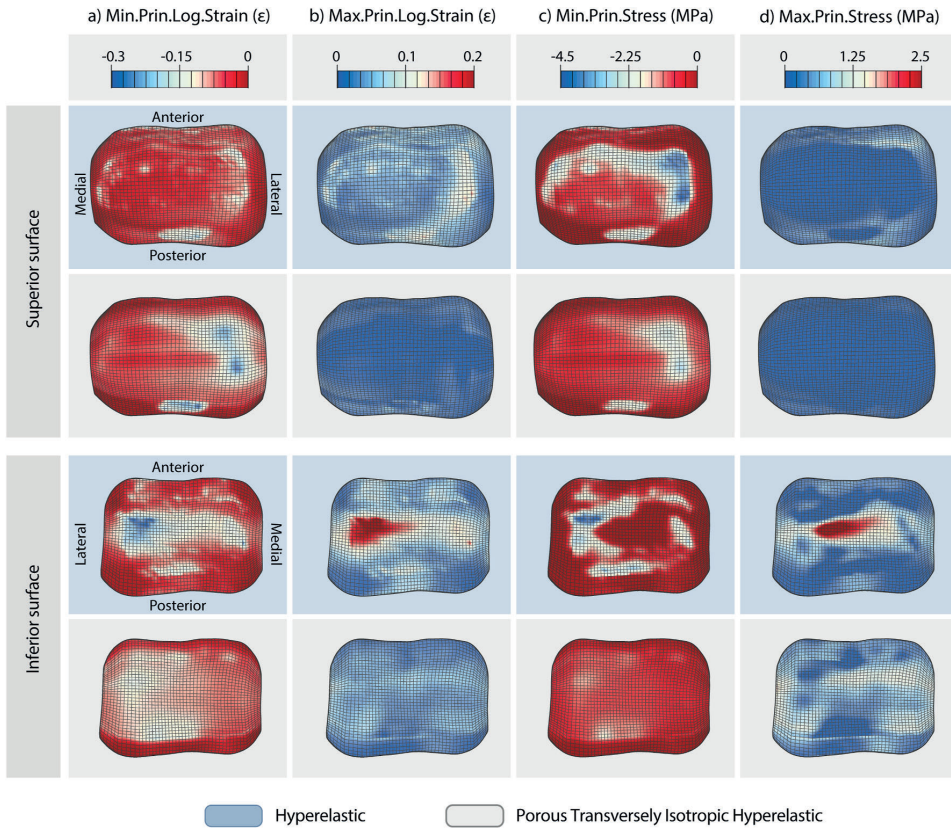 a) Min.Prin.Log.Strain (ε)
b) Max.Prin.Log.Strain (ε)
c) Min.Prin.Stress (MPa)
d) Max.Prin.Stress (MPa)
-0.3 -0.15 0
0 0.1 0.2
-4.5 -2.25 0
0 1.25 2.5
Superior surface
Anterior
Medial
Lateral
Posterior
Inferior surface
Anterior
Lateral
Medial
Posterior
Hyperelastic
Porous Transversely Isotropic Hyperelastic